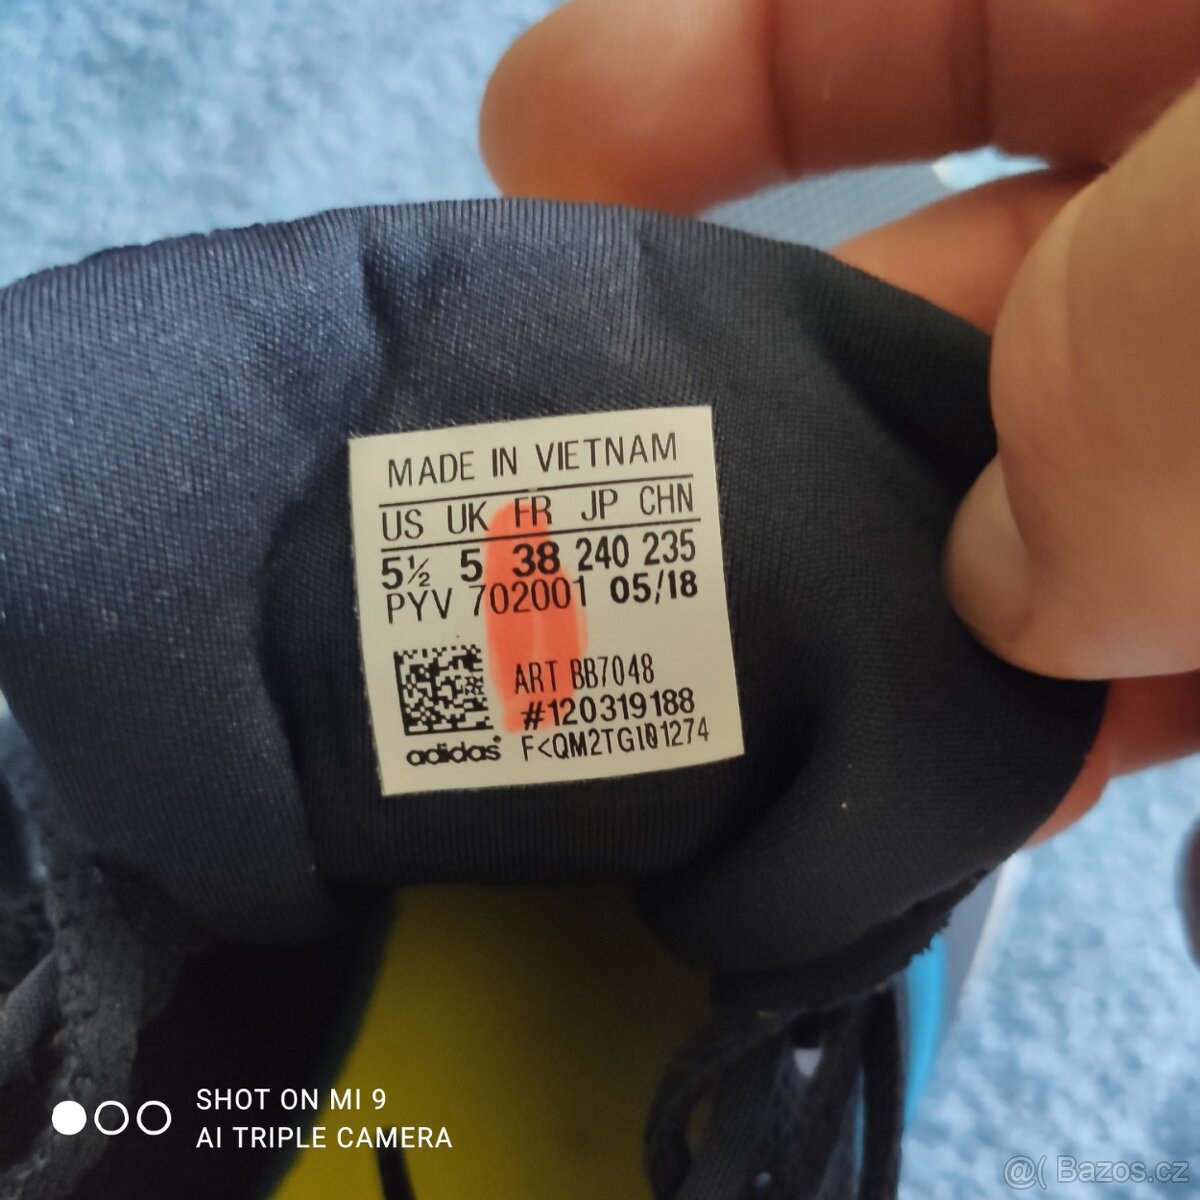 MADE IN VIETNAM
US UK FR JP CHN
5½ 5 38 240 235
PYV 702001 05/18
ART BB7048
#120319188
adidas® F<QM2TGI01274
SHOT ON MI 9
AI TRIPLE CAMERA
@( Bazos.cz